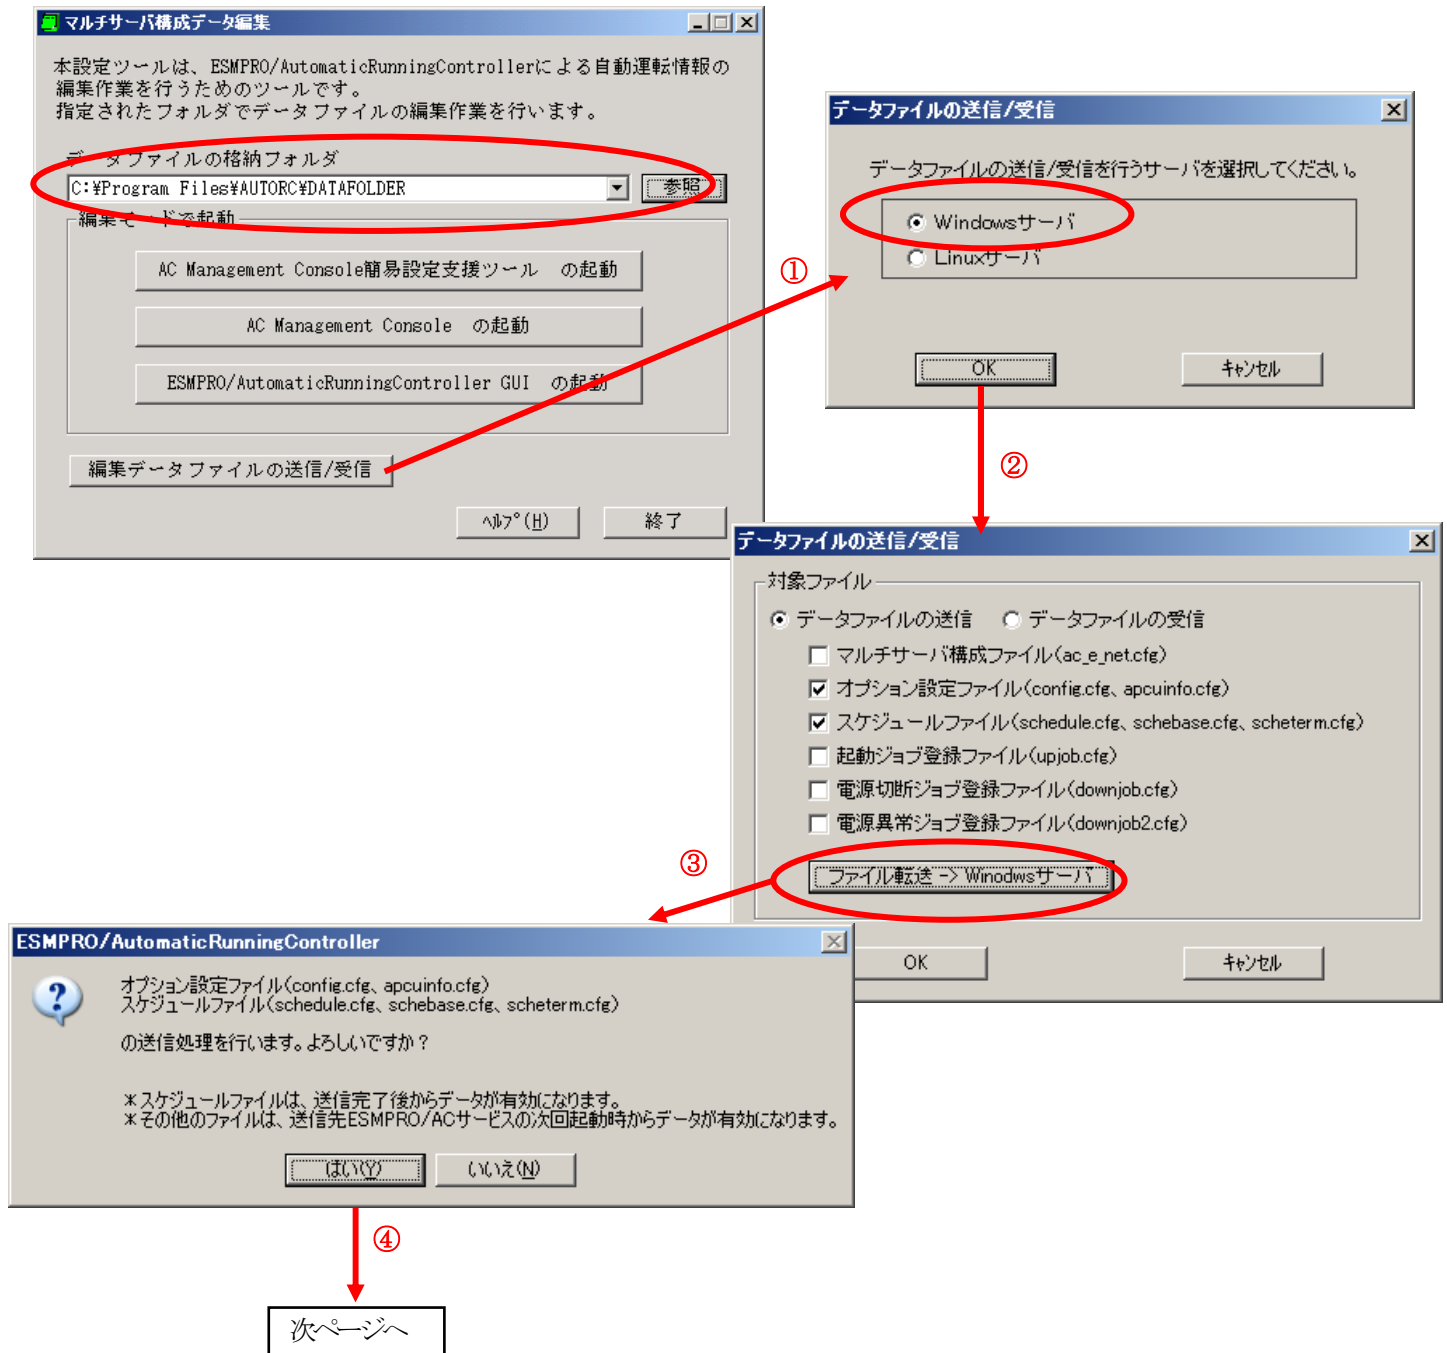 マルチサーバ構成データ編集
本設定ツールは、ESMPRO/AutomaticRunningControllerによる自動運転情報の
編集作業を行うためのツールです。
指定されたフォルダでデータファイルの編集作業を行います。
データファイルの格納フォルダ
C:¥Program Files¥AUTORC¥DATAFOLDER
参照
編集モードで起動
AC Management Console簡易設定支援ツール の起動
AC Management Console の起動
ESMPRO/AutomaticRunningController GUI の起動
編集データファイルの送信/受信
ﾍﾙﾌﾟ(H)
終了
①
データファイルの送信/受信
データファイルの送信/受信を行うサーバを選択してください。
Windowsサーバ
Linuxサーバ
OK
キャンセル
②
データファイルの送信/受信
対象ファイル
データファイルの送信 データファイルの受信
マルチサーバ構成ファイル(ac_e_net.cfg)
オプション設定ファイル(config.cfg、apcuinfo.cfg)
スケジュールファイル(schedule.cfg、schebase.cfg、scheterm.cfg)
起動ジョブ登録ファイル(upjob.cfg)
電源切断ジョブ登録ファイル(downjob.cfg)
電源異常ジョブ登録ファイル(downjob2.cfg)
ファイル転送 -> Winodwsサーバ
OK
キャンセル
③
ESMPRO/AutomaticRunningController
オプション設定ファイル(config.cfg、apcuinfo.cfg)
スケジュールファイル(schedule.cfg、schebase.cfg、scheterm.cfg)
の送信処理を行います。よろしいですか？
*スケジュールファイルは、送信完了後からデータが有効になります。
*その他のファイルは、送信先ESMPRO/ACサービスの次回起動時からデータが有効になります。
はい(Y)
いいえ(N)
④
次ページへ